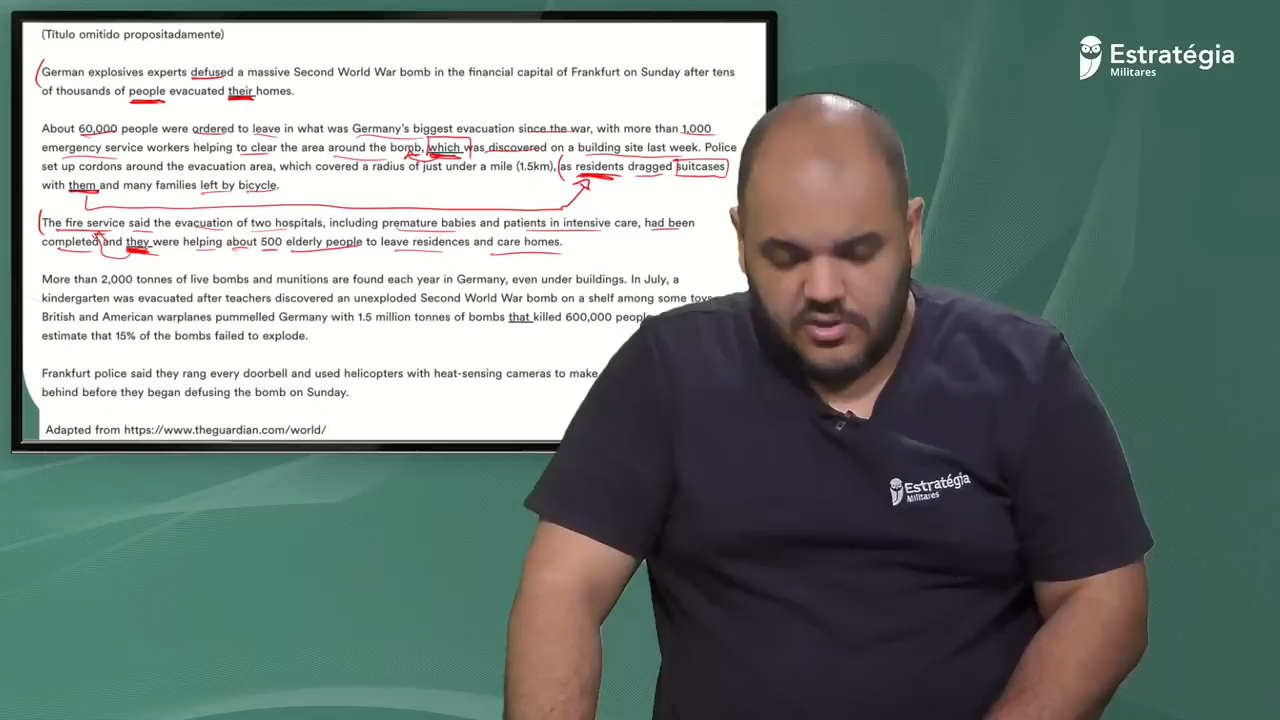 (Título omitido propositadamente)
German explosives experts defused a massive Second World War bomb in the financial capital of Frankfurt on Sunday after tens
of thousands of people evacuated their homes.
About 60,000 people were ordered to leave in what was Germany's biggest evacuation since the war, with more than 1,000
emergency service workers helping to clear the area around the bomb, which was discovered on a building site last week. Police
set up cordons around the evacuation area, which covered a radius of just under a mile (1.5km), as residents dragged suitcases
with them and many families left by bicycle.
The fire service said the evacuation of two hospitals, including premature babies and patients in intensive care, had been
completed and they were helping about 500 elderly people to leave residences and care homes.
More than 2,000 tonnes of live bombs and munitions are found each year in Germany, even under buildings. In July, a
kindergarten was evacuated after teachers discovered an unexploded Second World War bomb on a shelf among some toys
British and American warplanes pummelled Germany with 1.5 million tonnes of bombs that killed 600,000 people
estimate that 15% of the bombs failed to explode.
Frankfurt police said they rang every doorbell and used helicopters with heat-sensing cameras to make
behind before they began defusing the bomb on Sunday.
Adapted from https://www.theguardian.com/world/
Estratégia
Militares
Estratégia
Militares